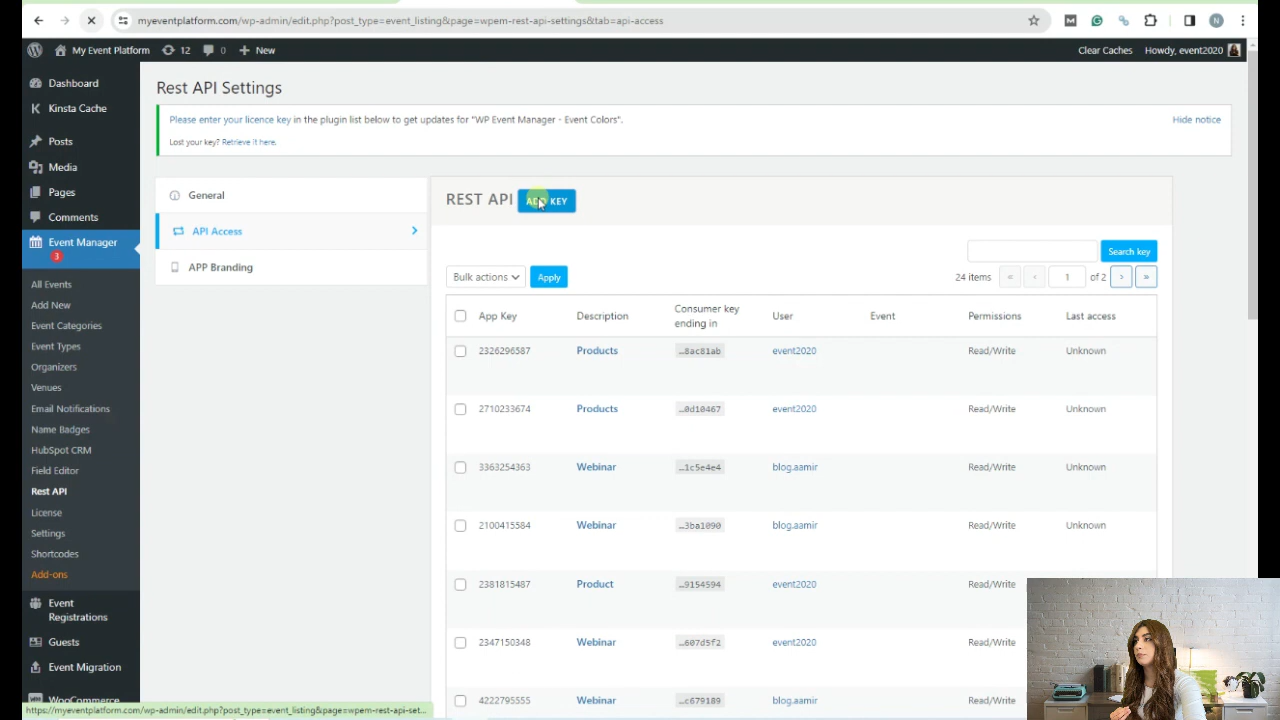 myeventplatform.com/wp-admin/edit.php?post_type=event_listing&page=wpem-rest-api-settings&tab=api-access
My Event Platform
12
0
New
Clear Caches
Howdy, event2020
Dashboard
Kinsta Cache
Posts
Media
Pages
Comments
Event Manager
3
All Events
Add New
Event Categories
Event Types
Organizers
Venues
Email Notifications
Name Badges
HubSpot CRM
Field Editor
Rest API
License
Settings
Shortcodes
Add-ons
Event
Registrations
Guests
Event Migration
WooCommerce
Rest API Settings
Please enter your licence key in the plugin list below to get updates for "WP Event Manager - Event Colors".
Hide notice
Lost your key? Retrieve it here.
General
API Access
APP Branding
REST API
ADD KEY
Search key
Bulk actions
Apply
24 items « ‹ 1 of 2 › »
App Key Description Consumer key ending in User Event Permissions Last access
2326296587 Products …8ac81ab event2020 Read/Write Unknown
2710233674 Products …0d10467 event2020 Read/Write Unknown
3363254363 Webinar …1c5e4e4 blog.aamir Read/Write Unknown
2100415584 Webinar …3ba1090 blog.aamir Read/Write Unknown
2381815487 Product …9154594 event2020 Read/Write
2347150348 Webinar …607d5f2 event2020 Read/Write
4222795555 Webinar …c679189 blog.aamir Read/Write
https://myeventplatform.com/wp-admin/edit.php?post_type=event_listing&page=wpem-rest-api-set...